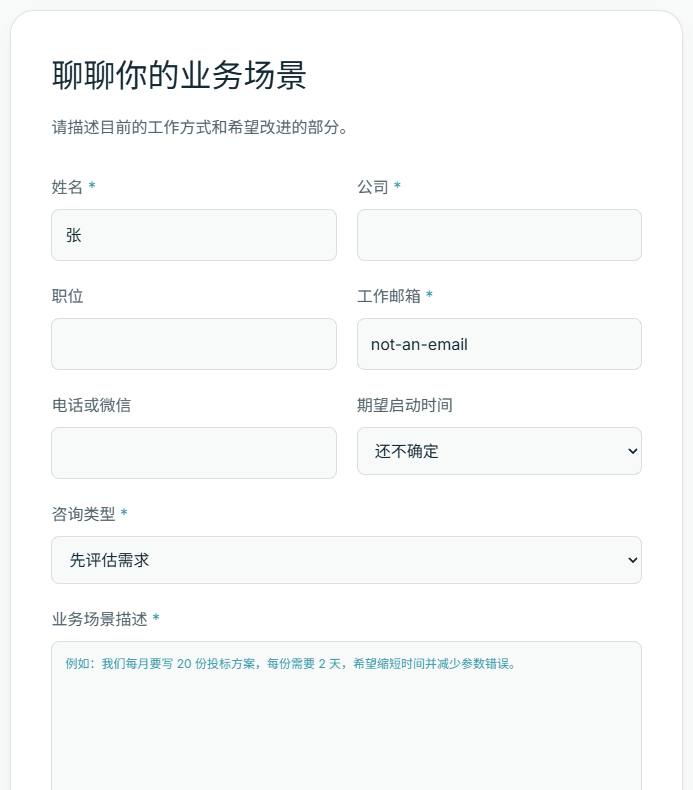 聊聊你的业务场景
请描述目前的工作方式和希望改进的部分。
姓名 *
公司 *
张
职位
工作邮箱 *
not-an-email
电话或微信
期望启动时间
还不确定
咨询类型 *
先评估需求
业务场景描述 *
例如：我们每月要写 20 份投标方案，每份需要 2 天，希望缩短时间并减少参数错误。